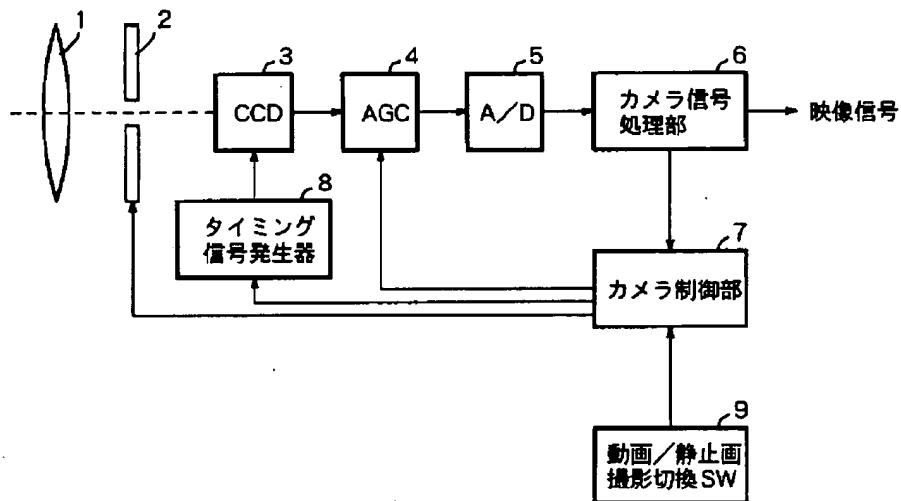 1
2
3
4
5
6
CCD
AGC
A／D
カメラ信号
処理部
映像信号
8
タイミング
信号発生器
7
カメラ制御部
9
動画／静止画
撮影切換SW